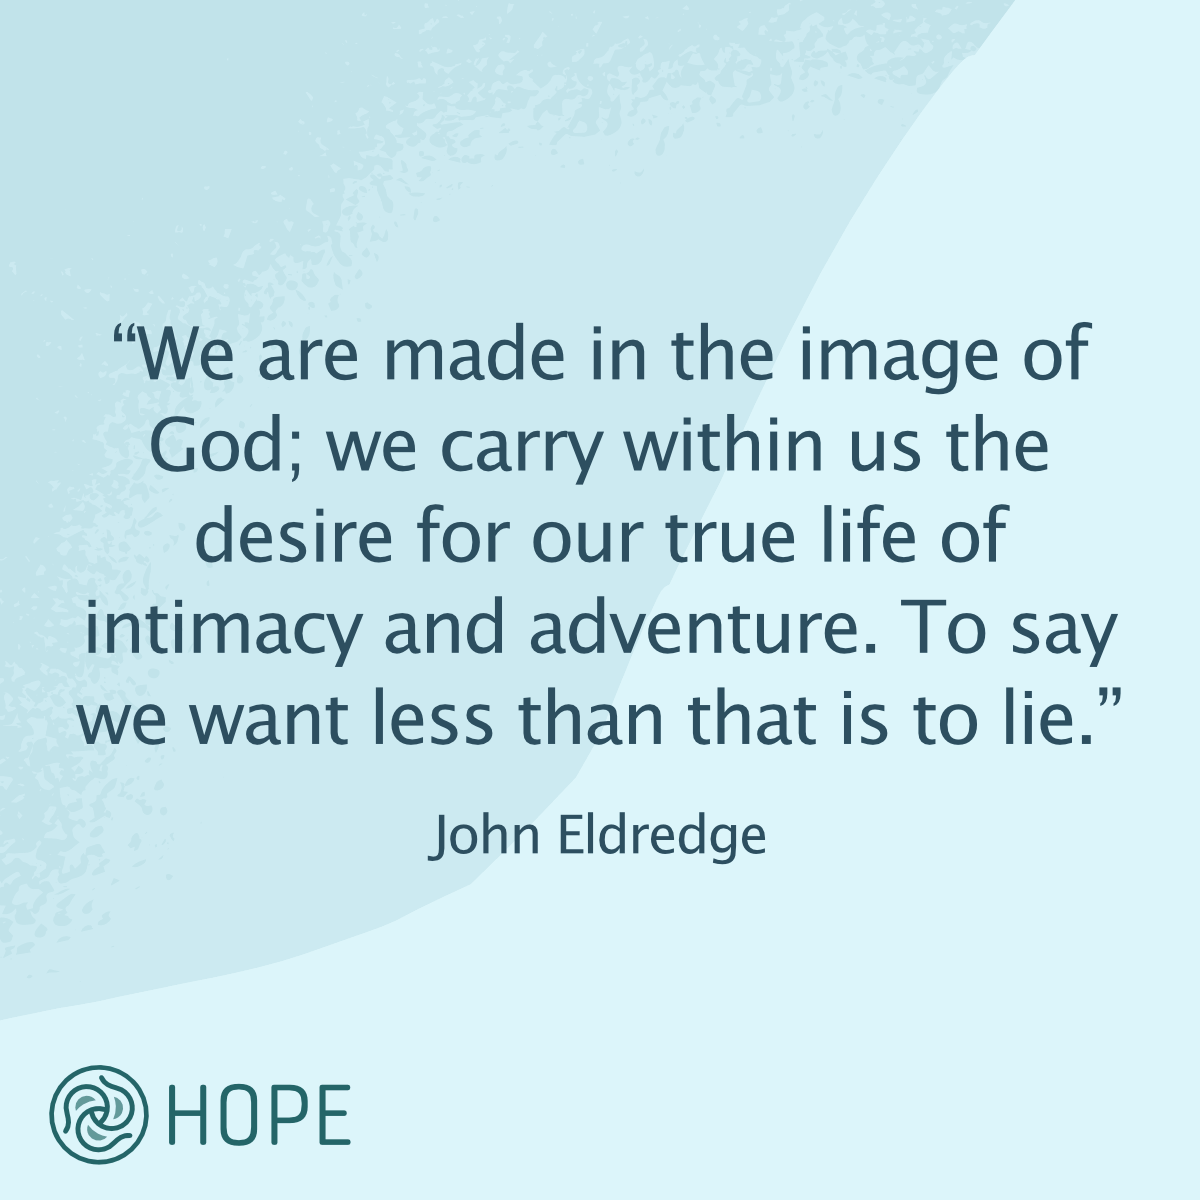 “We are made in the image of
God; we carry within us the
desire for our true life of
intimacy and adventure. To say
we want less than that is to lie.”
John Eldredge
HOPE